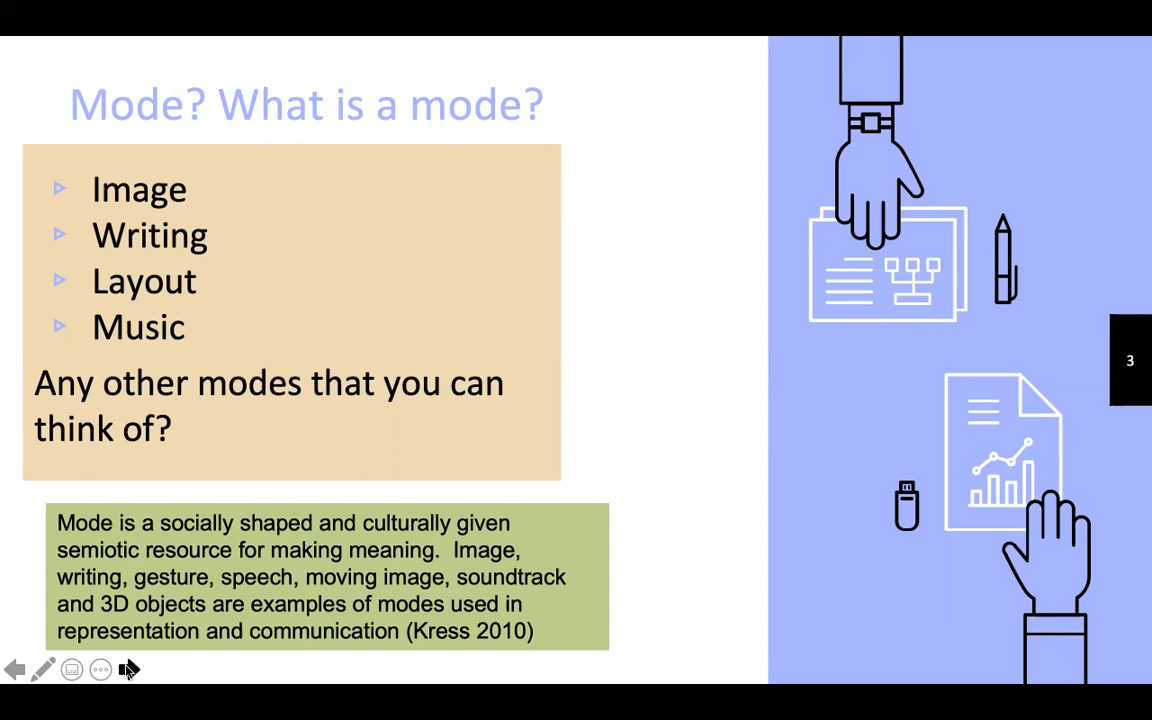 Mode? What is a mode?
Image
Writing
Layout
Music
Any other modes that you can
think of?
Mode is a socially shaped and culturally given
semiotic resource for making meaning.  Image,
writing, gesture, speech, moving image, soundtrack
and 3D objects are examples of modes used in
representation and communication (Kress 2010)
3